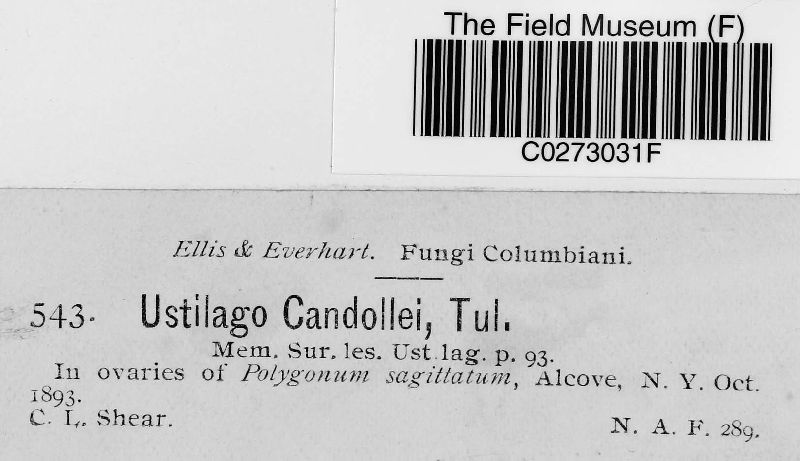 The Field Museum (F)
C0273031F
Ellis & Everhart. Fungi Columbiani.
543. Ustilago Candollei, Tul.
Mem. Sur. les. Ust lag. p. 93.
In ovaries of Polygonum sagittatum, Alcove, N. Y. Oct.
1893.
C. L. Shear.
N. A. F. 289.